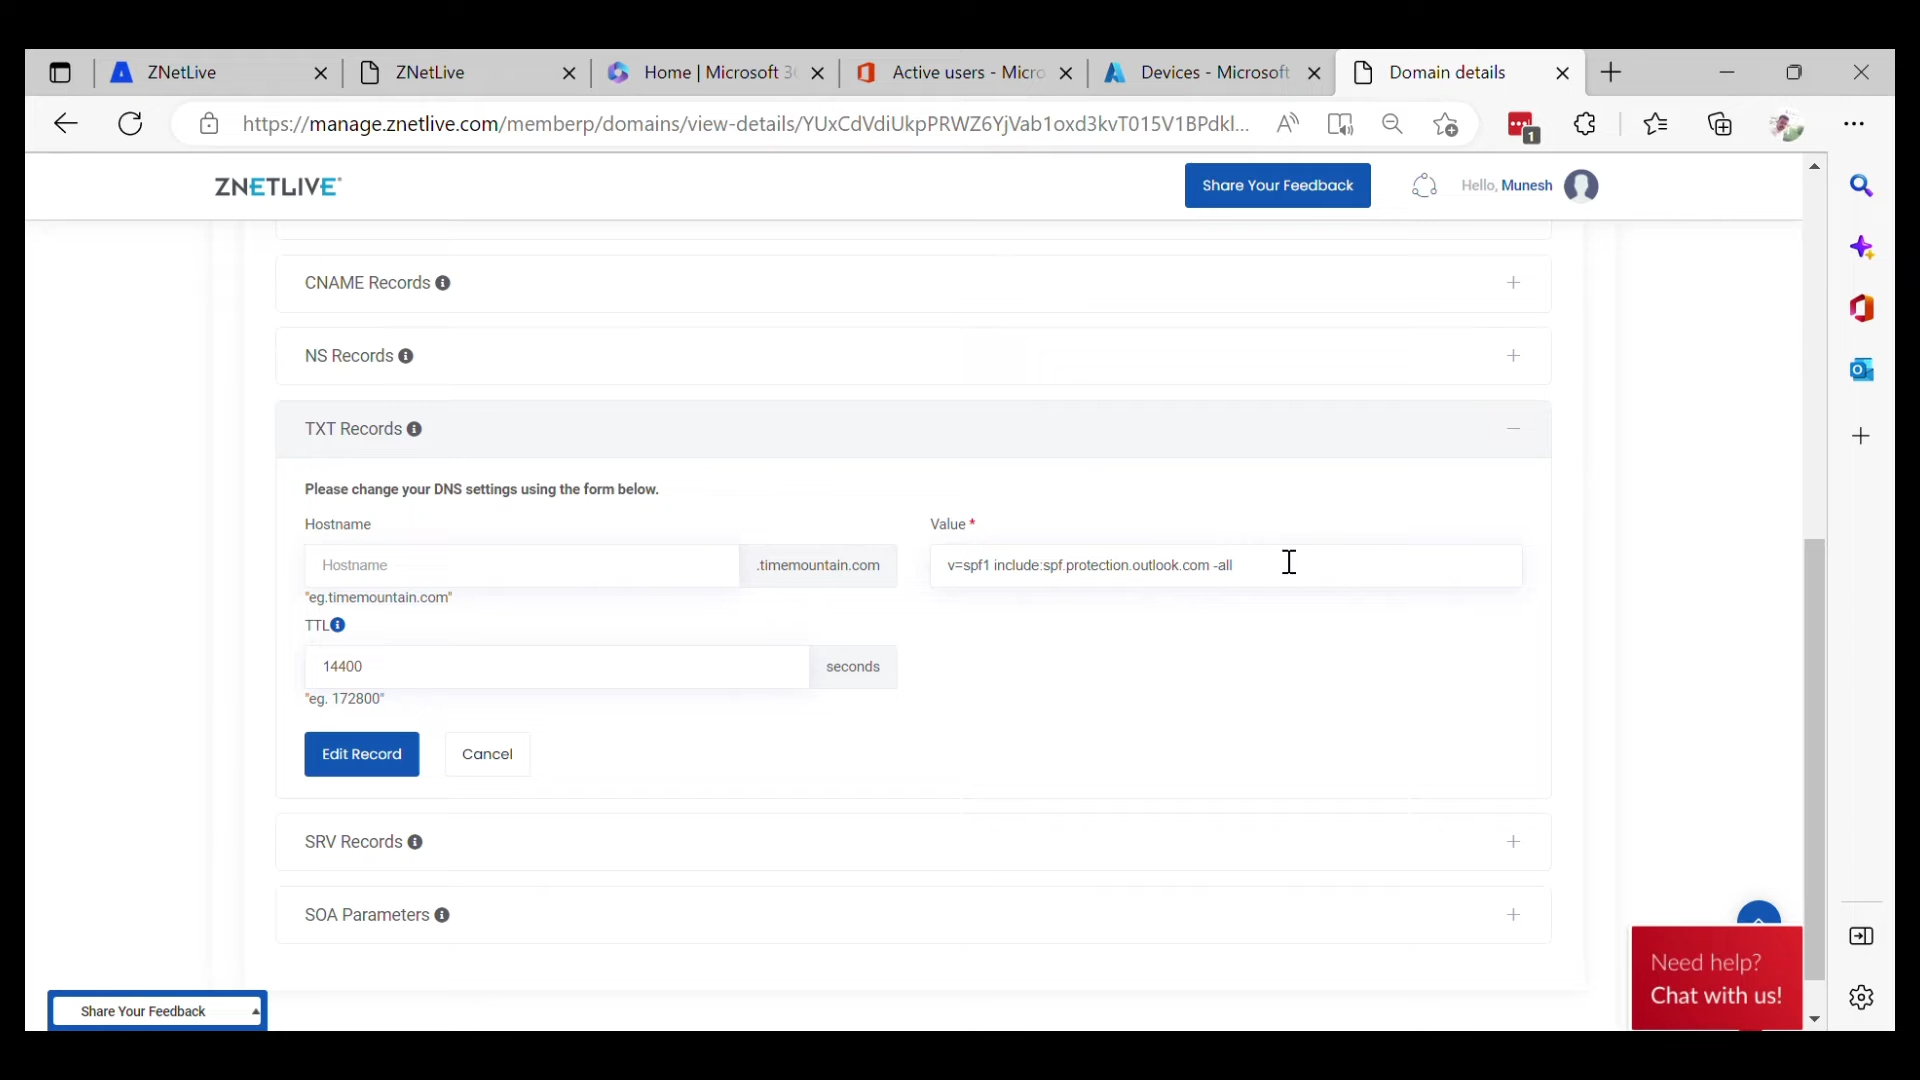 ZNetLive
ZNetLive
Home | Microsoft 3
Active users - Micro
Devices - Microsoft
Domain details
https://manage.znetlive.com/memberp/domains/view-details/YUxCdVdiUkpPRWZ6YjVab1oxd3kvT015V1BPdkl...
1
ZNETLIVE
Share Your Feedback
Hello, Munesh
CNAME Records
NS Records
TXT Records
Please change your DNS settings using the form below.
Hostname
Value *
Hostname
.timemountain.com
v=spf1 include:spf.protection.outlook.com -all
"eg.timemountain.com"
TTL
14400
seconds
"eg. 172800"
Edit Record
Cancel
SRV Records
SOA Parameters
Need help?
Chat with us!
Share Your Feedback